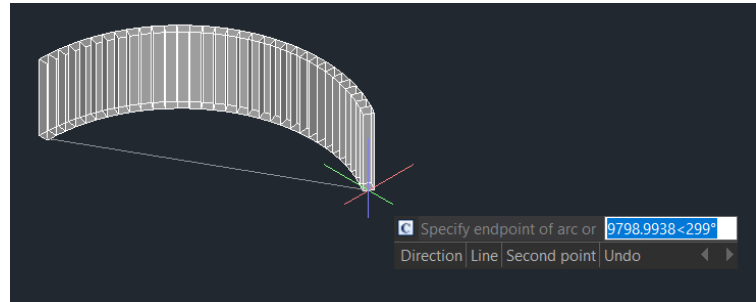 C Specify endpoint of arc or 9798.9938<299°
Direction Line Second point Undo